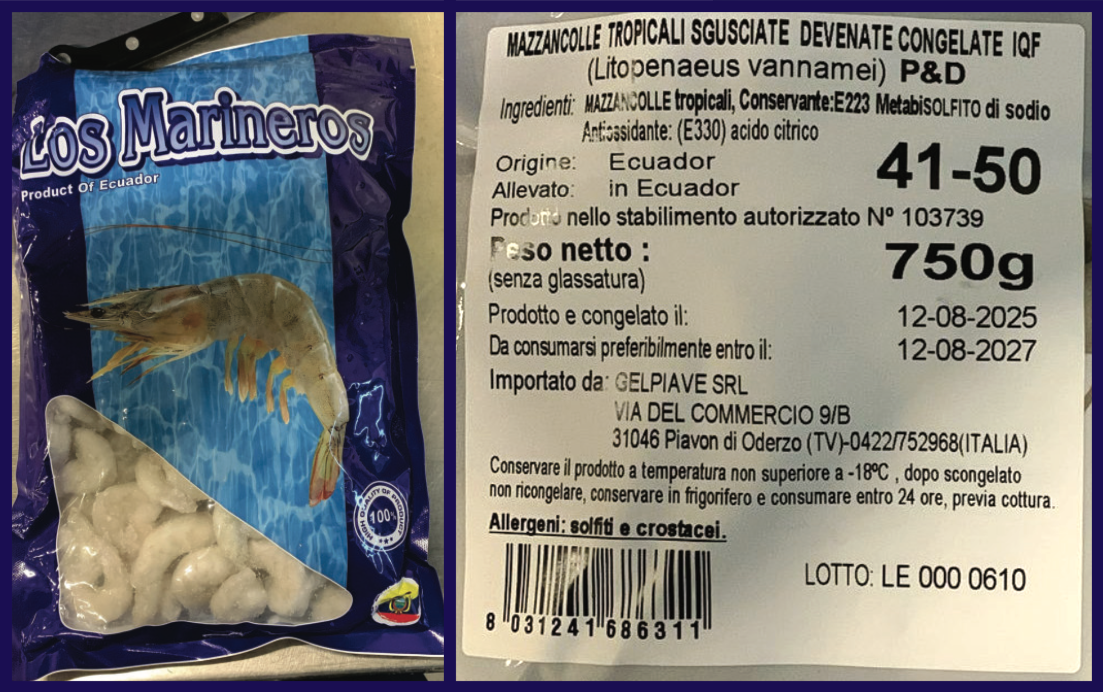 Los Marineros
Product Of Ecuador
HIGH QUALITY OF PRODUCT
100%
MAZZANCOLLE TROPICALI SGUSCIATE DEVENATE CONGELATE IQF
(Litopenaeus vannamei) P&D
Ingredienti: MAZZANCOLLE tropicali, Conservante:E223 MetabiSOLFITO di sodio
Antiossidante: (E330) acido citrico
Origine: Ecuador
41-50
Allevato: in Ecuador
Prodotto nello stabilimento autorizzato Nº 103739
Peso netto :
750g
(senza glassatura)
Prodotto e congelato il: 12-08-2025
Da consumarsi preferibilmente entro il: 12-08-2027
Importato da: GELPIAVE SRL
VIA DEL COMMERCIO 9/B
31046 Piavon di Oderzo (TV)-0422/752968(ITALIA)
Conservare il prodotto a temperatura non superiore a -18ºC , dopo scongelato
non ricongelare, conservare in frigorifero e consumare entro 24 ore, previa cottura.
Allergeni: solfiti e crostacei.
LOTTO: LE 000 0610
8 031241 686311